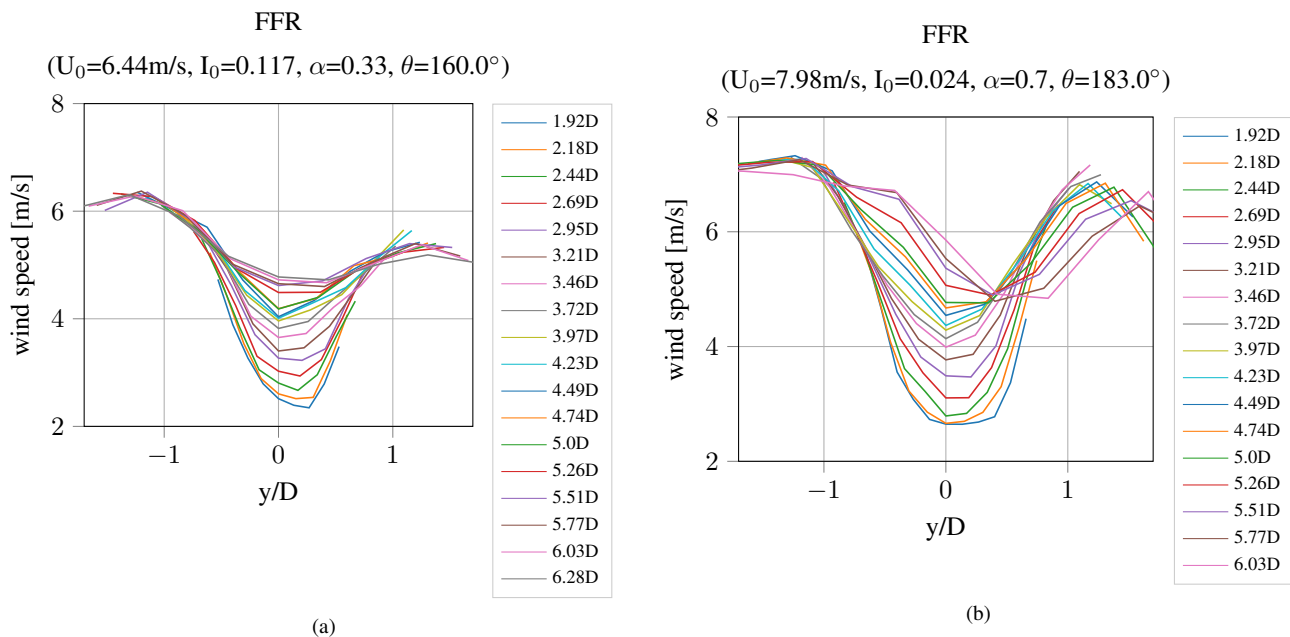 FFR
(U_0=6.44m/s, I_0=0.117, α=0.33, θ=160.0°)
8
6
4
2
wind speed [m/s]
−1
0
1
y/D
1.92D
2.18D
2.44D
2.69D
2.95D
3.21D
3.46D
3.72D
3.97D
4.23D
4.49D
4.74D
5.0D
5.26D
5.51D
5.77D
6.03D
6.28D
(a)
FFR
(U_0=7.98m/s, I_0=0.024, α=0.7, θ=183.0°)
8
6
4
2
wind speed [m/s]
−1
0
1
y/D
1.92D
2.18D
2.44D
2.69D
2.95D
3.21D
3.46D
3.72D
3.97D
4.23D
4.49D
4.74D
5.0D
5.26D
5.51D
5.77D
6.03D
(b)